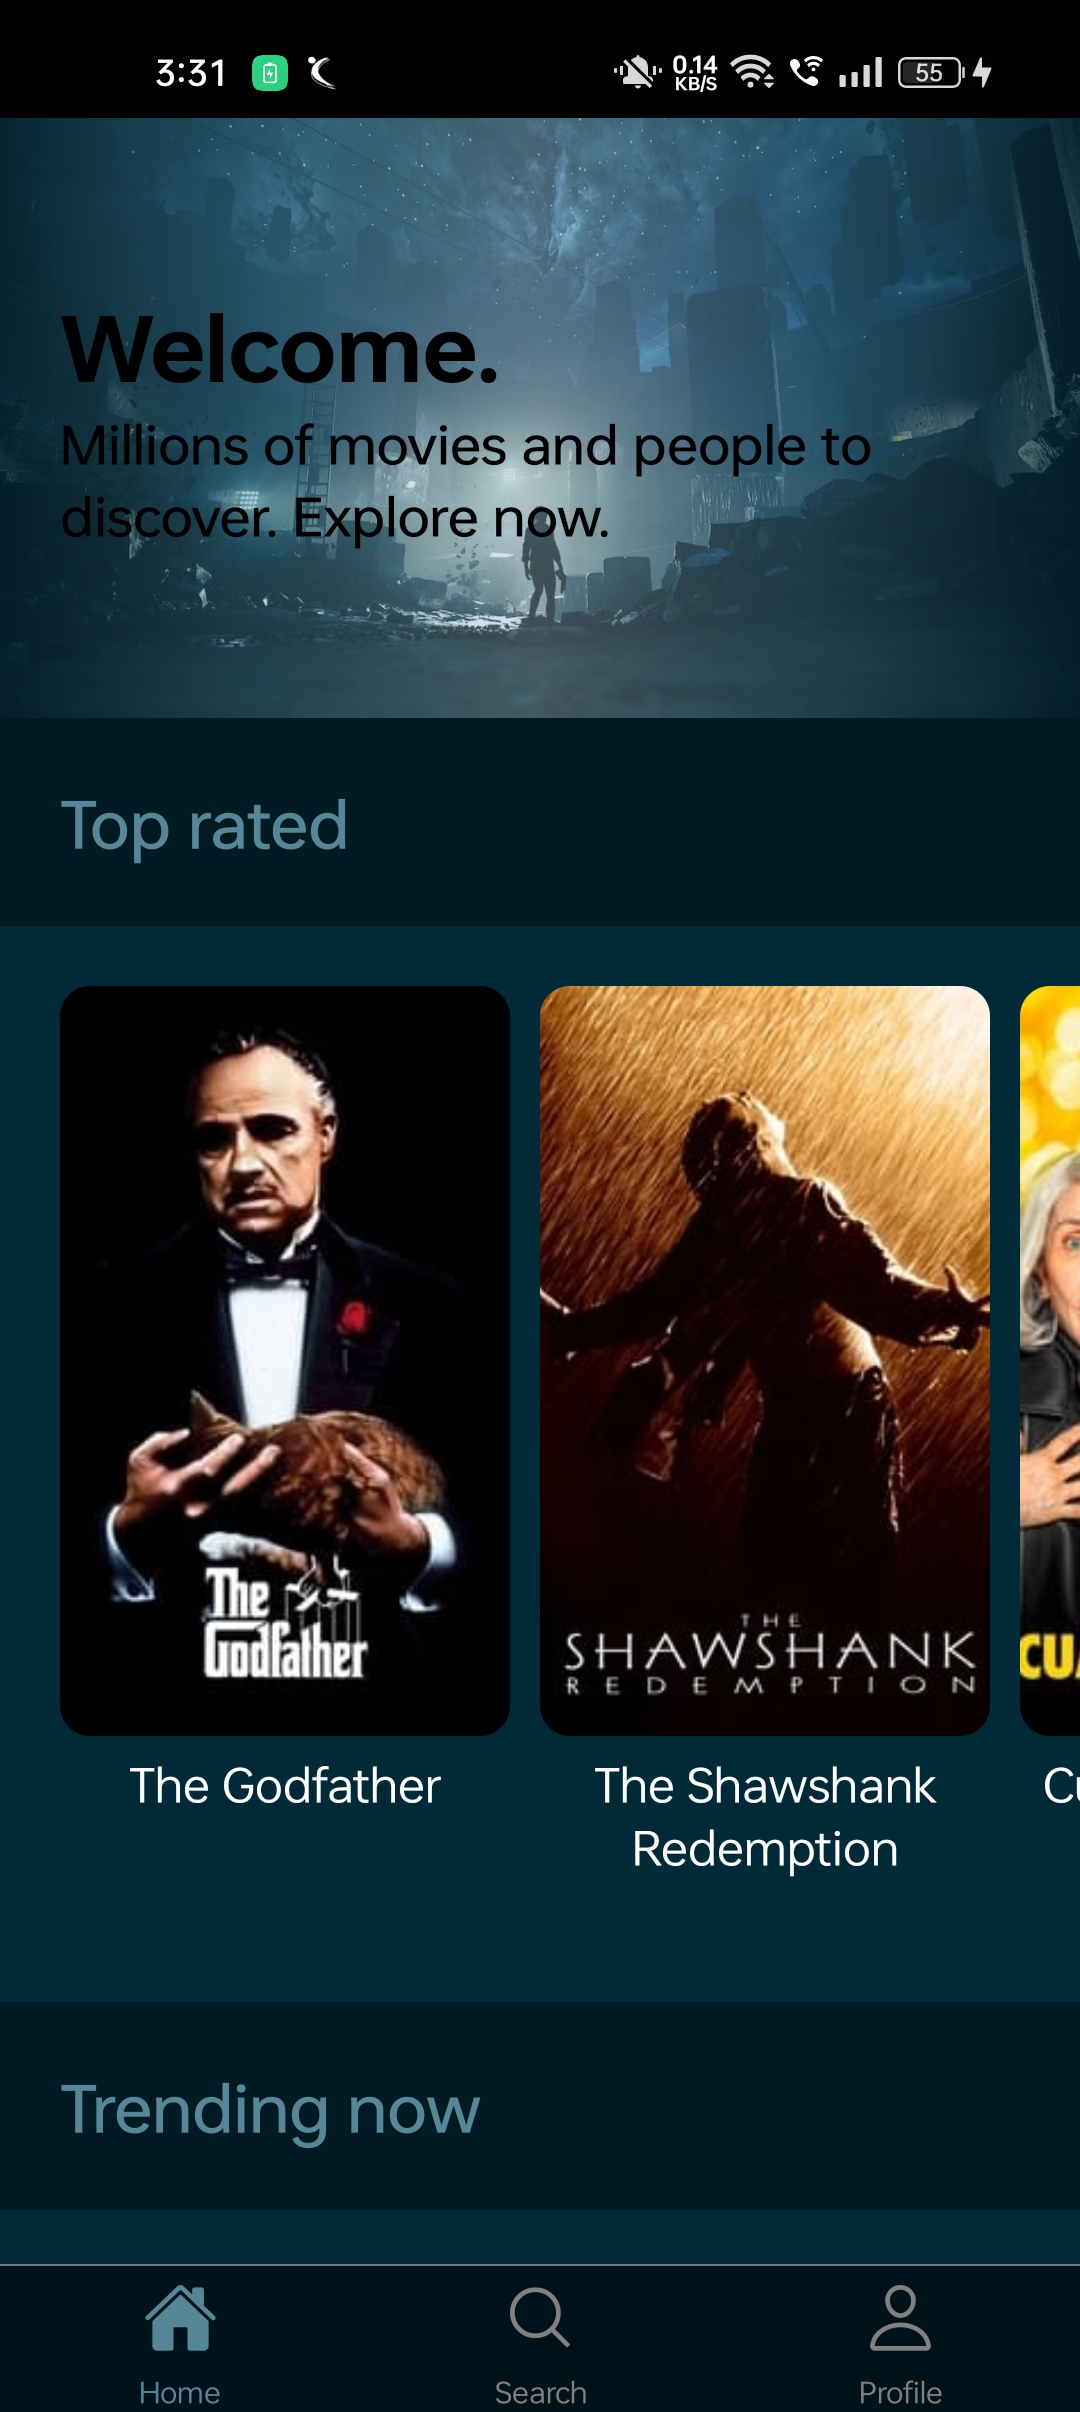 3:31
0.14
KB/S
55
Welcome.
Millions of movies and people to
discover. Explore now.
Top rated
The
Godfather
THE
SHAWSHANK
REDEMPTION
The Godfather
The Shawshank
Redemption
Trending now
Home
Search
Profile